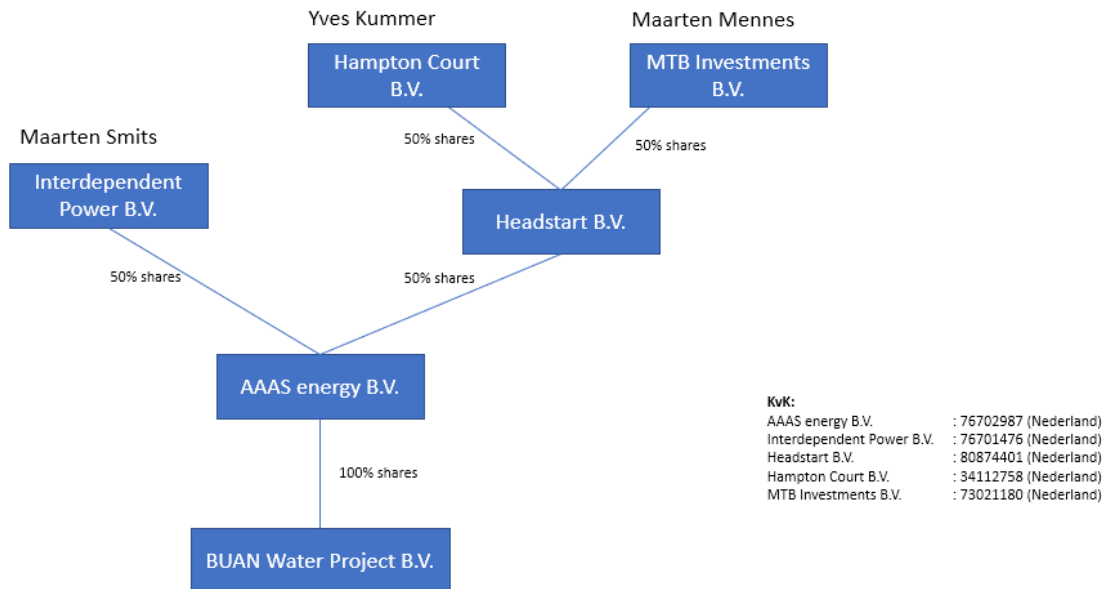 Yves Kummer
Maarten Mennes
Hampton Court
B.V.
MTB Investments
B.V.
50% shares
50% shares
Maarten Smits
Interdependent
Power B.V.
Headstart B.V.
50% shares
50% shares
AAAS energy B.V.
100% shares
BUAN Water Project B.V.
KvK:
AAAS energy B.V. : 76702987 (Nederland)
Interdependent Power B.V. : 76701476 (Nederland)
Headstart B.V. : 80874401 (Nederland)
Hampton Court B.V. : 34112758 (Nederland)
MTB Investments B.V. : 73021180 (Nederland)